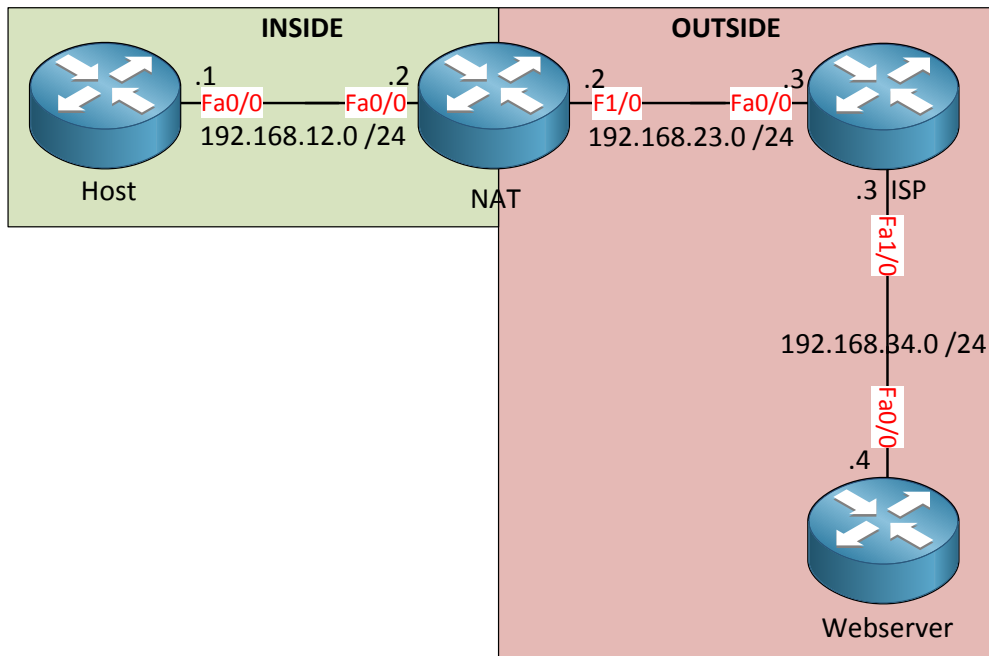 INSIDE
OUTSIDE
.1
.2
.2
.3
Fa0/0
Fa0/0
F1/0
Fa0/0
192.168.12.0 /24
192.168.23.0 /24
Host
NAT
.3
ISP
Fa1/0
192.168.34.0 /24
Fa0/0
.4
Webserver